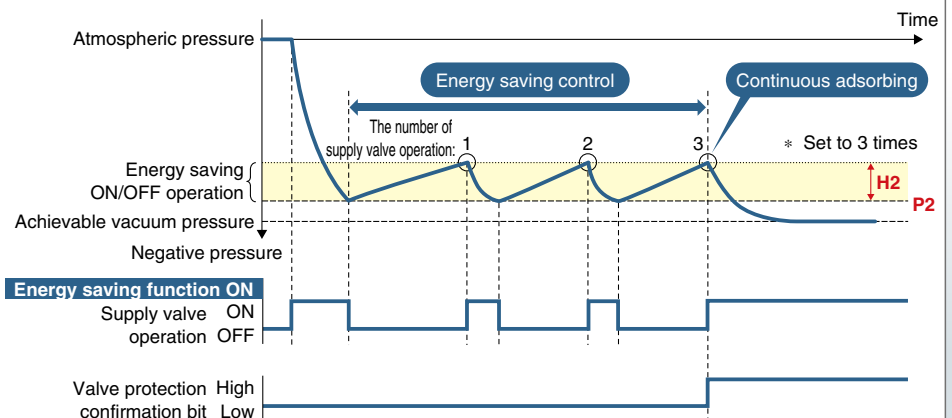 Time
Atmospheric pressure
Energy saving control
Continuous adsorbing
The number of
supply valve operation:
1
2
3
* Set to 3 times
Energy saving
ON/OFF operation
H2
P2
Achievable vacuum pressure
Negative pressure
Energy saving function ON
Supply valve ON
operation OFF
Valve protection High
confirmation bit Low